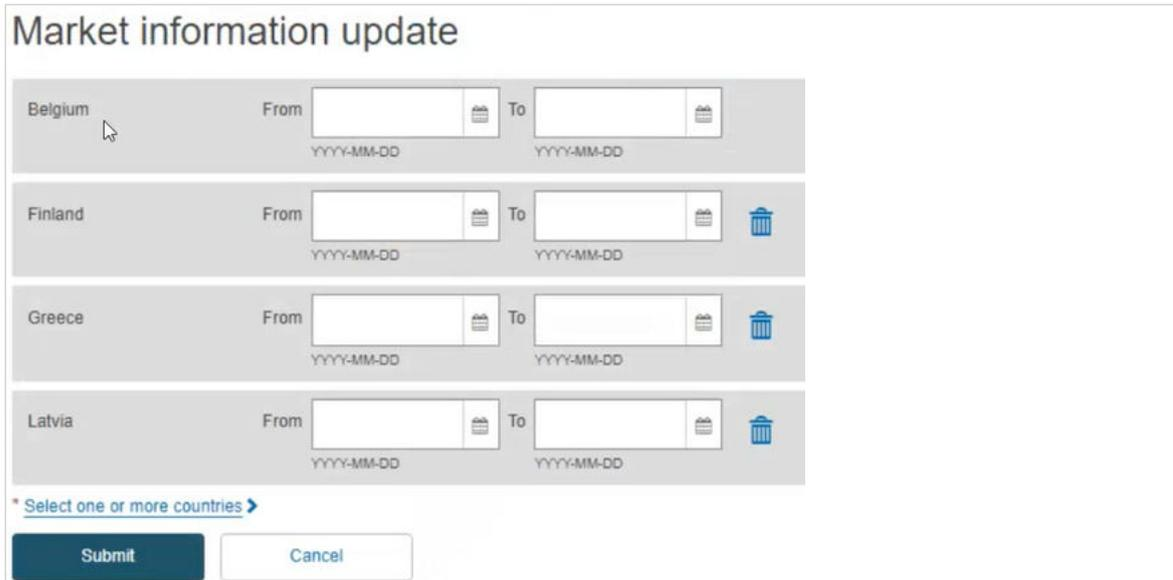 Market information update
Belgium From To
YYYY-MM-DD YYYY-MM-DD
Finland From To
YYYY-MM-DD YYYY-MM-DD
Greece From To
YYYY-MM-DD YYYY-MM-DD
Latvia From To
YYYY-MM-DD YYYY-MM-DD
* Select one or more countries
Submit Cancel